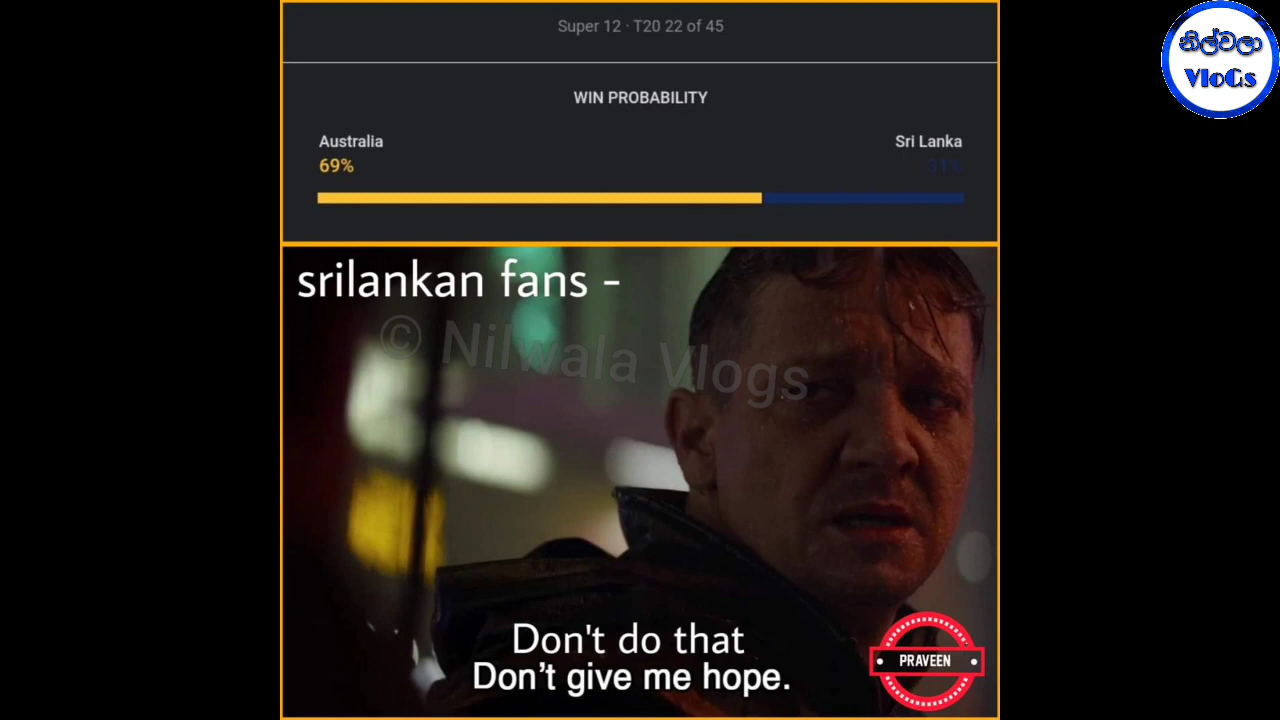 Super 12 · T20 22 of 45
නිල්වලා
VloGs
WIN PROBABILITY
Australia
Sri Lanka
69%
31%
srilankan fans -
© Nilwala Vlogs
Don't do that
Don't give me hope.
PRAVEEN